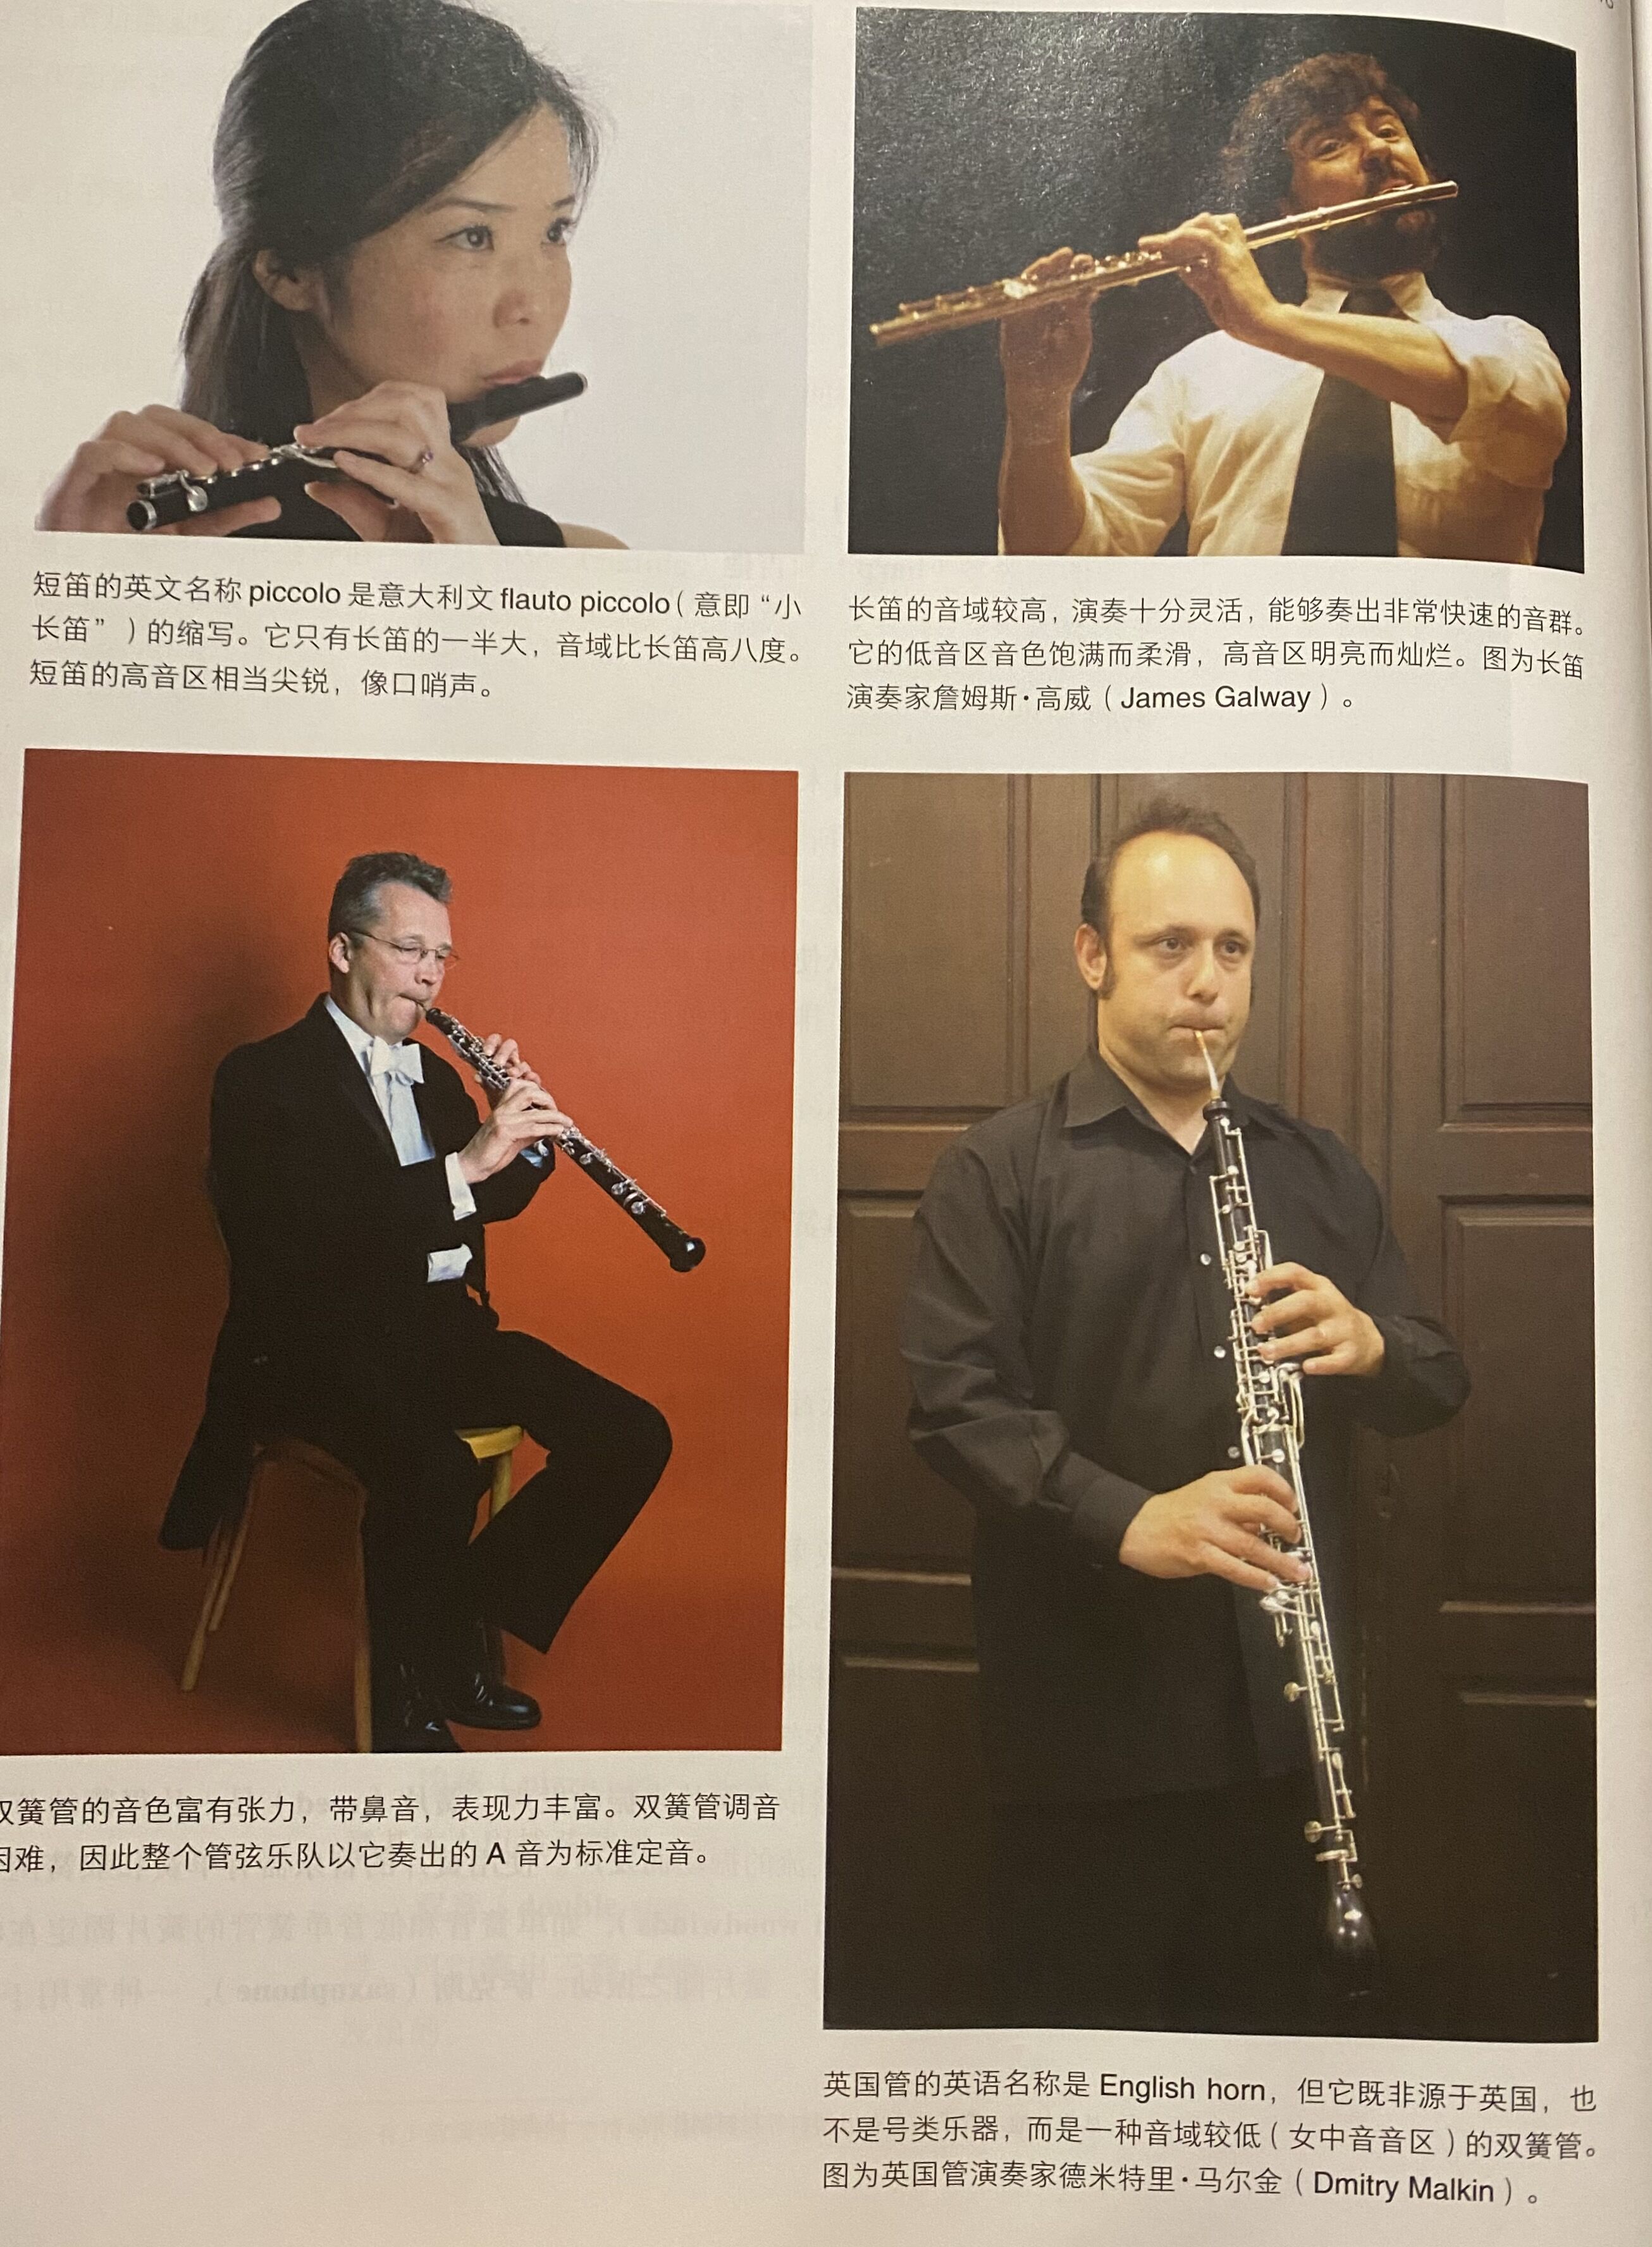 短笛的英文名称 piccolo 是意大利文 flauto piccolo（意即“小
长笛”）的缩写。它只有长笛的一半大，音域比长笛高八度。
短笛的高音区相当尖锐，像口哨声。
长笛的音域较高，演奏十分灵活，能够奏出非常快速的音群。
它的低音区音色饱满而柔滑，高音区明亮而灿烂。图为长笛
演奏家詹姆斯·高威（James Galway）。
双簧管的音色富有张力，带鼻音，表现力丰富。双簧管调音
困难，因此整个管弦乐队以它奏出的 A 音为标准定音。
英国管的英语名称是 English horn，但它既非源于英国，也
不是号类乐器，而是一种音域较低（女中音音区）的双簧管。
图为英国管演奏家德米特里·马尔金（Dmitry Malkin）。